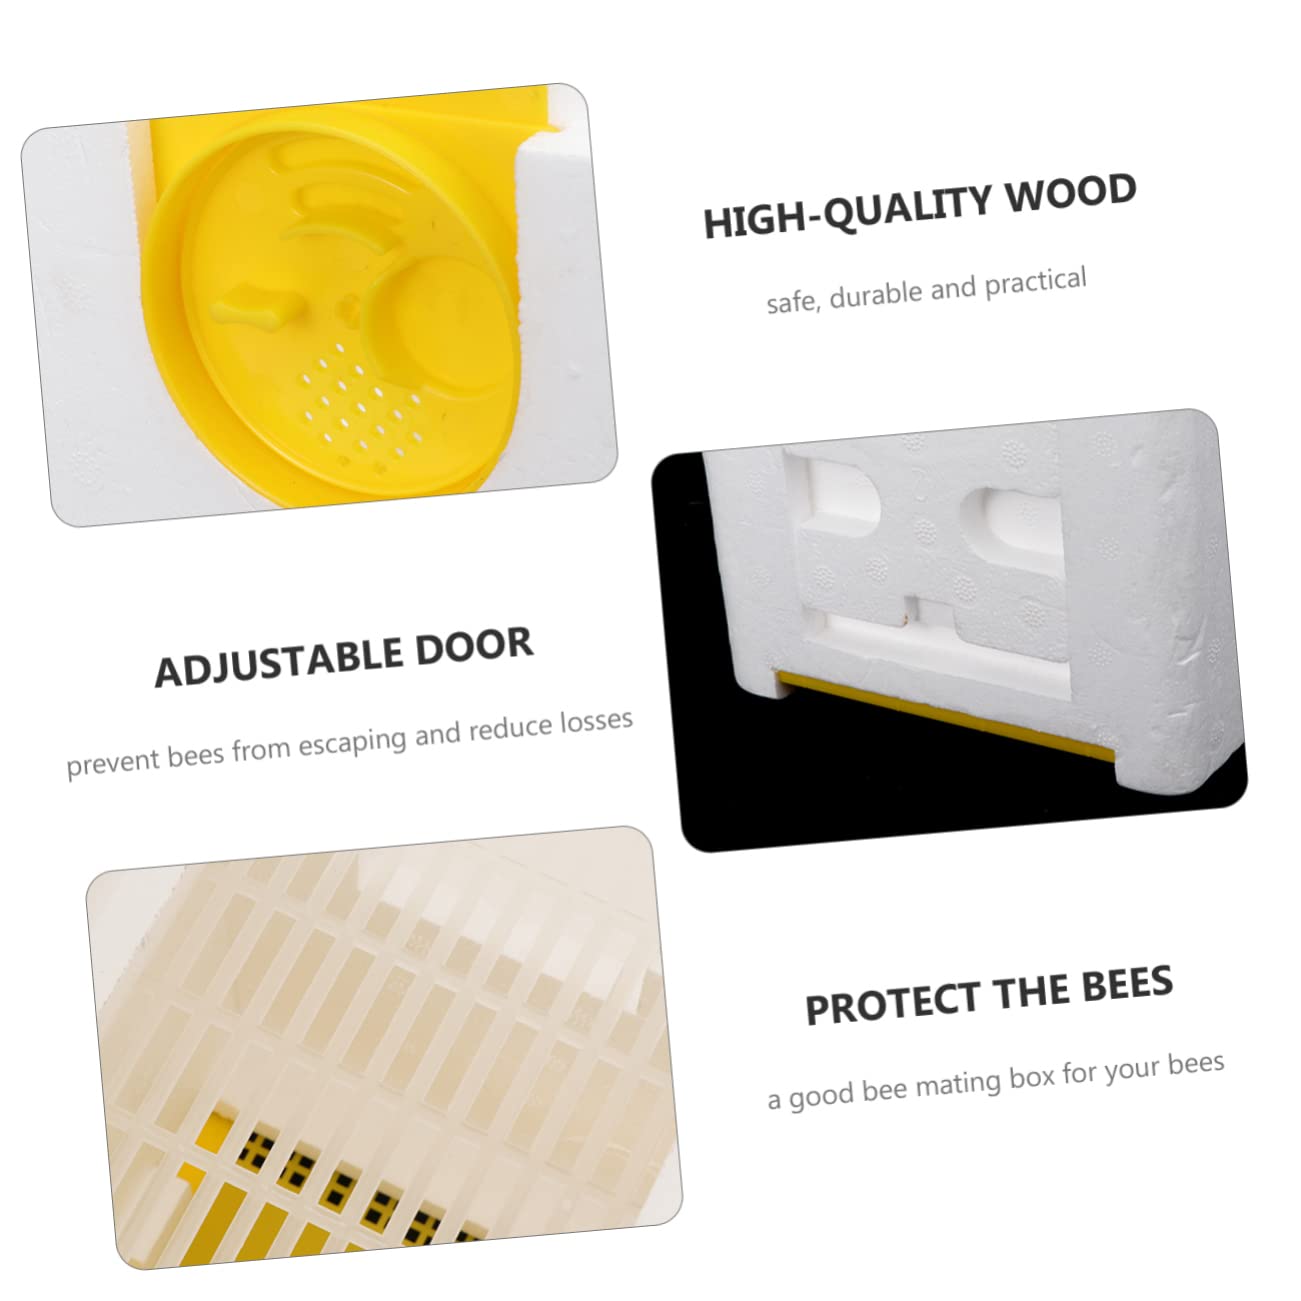 HIGH-QUALITY WOOD
safe, durable and practical
ADJUSTABLE DOOR
prevent bees from escaping and reduce losses
PROTECT THE BEES
a good bee mating box for your bees